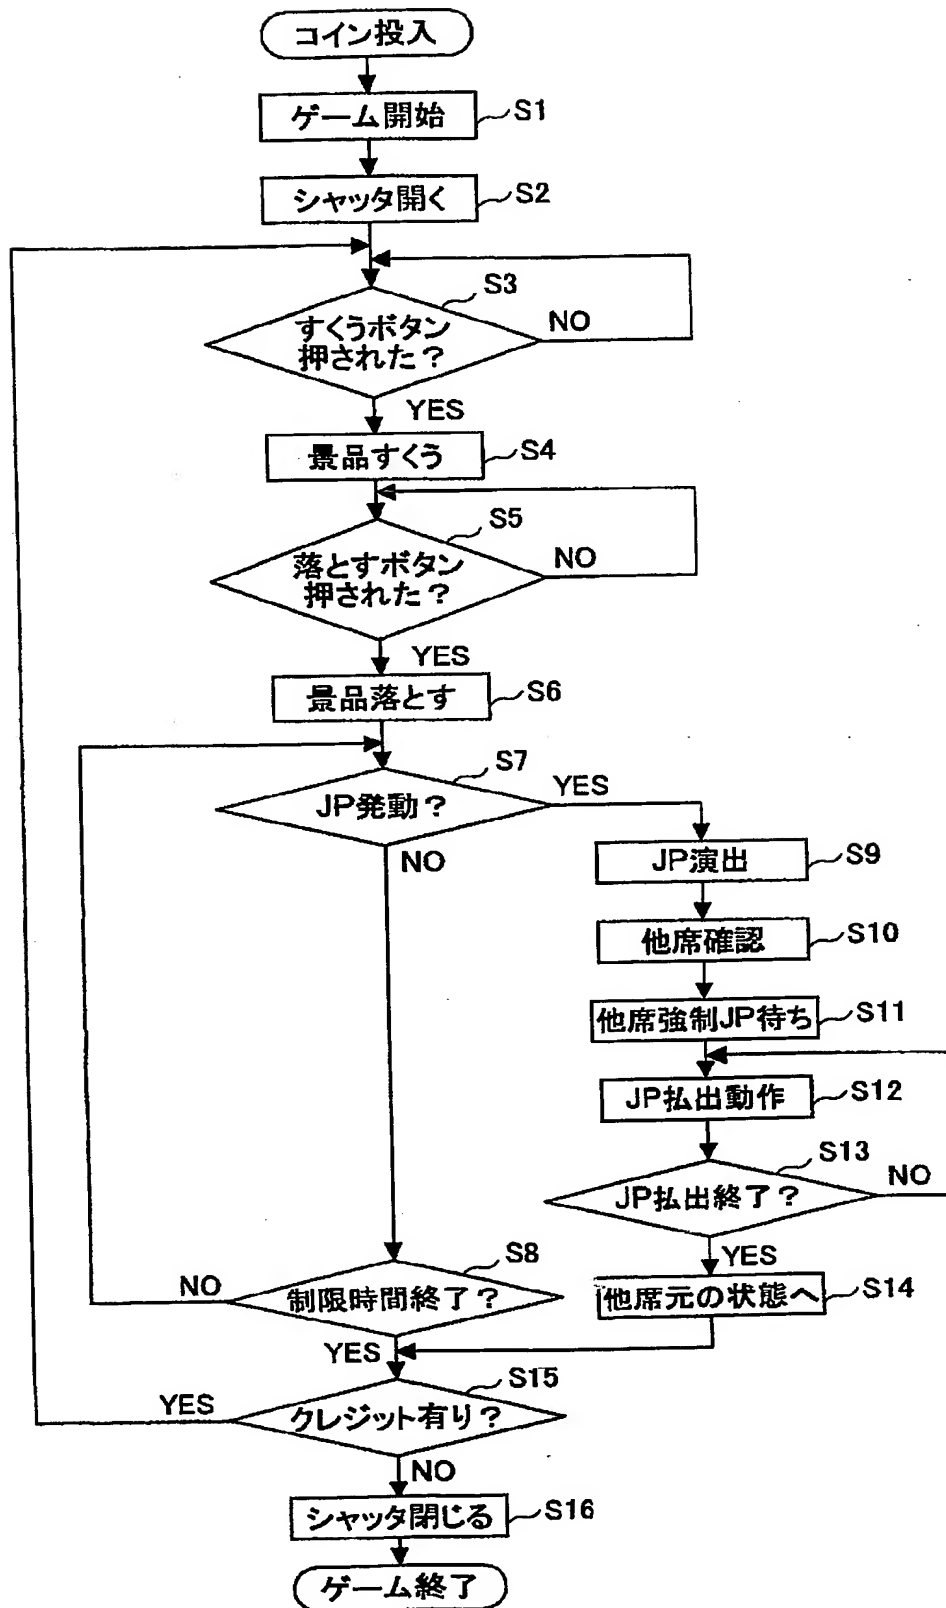 コイン投入
ゲーム開始
S1
シャッタ開く
S2
S3
すくうボタン
押された？
NO
YES
景品すくう
S4
S5
落とすボタン
押された？
NO
YES
景品落とす
S6
S7
JP発動？
YES
NO
JP演出
S9
他席確認
S10
他席強制JP待ち
S11
JP払出動作
S12
S13
JP払出終了？
NO
YES
他席元の状態へ
S14
S8
制限時間終了？
NO
YES
S15
クレジット有り？
YES
NO
シャッタ閉じる
S16
ゲーム終了